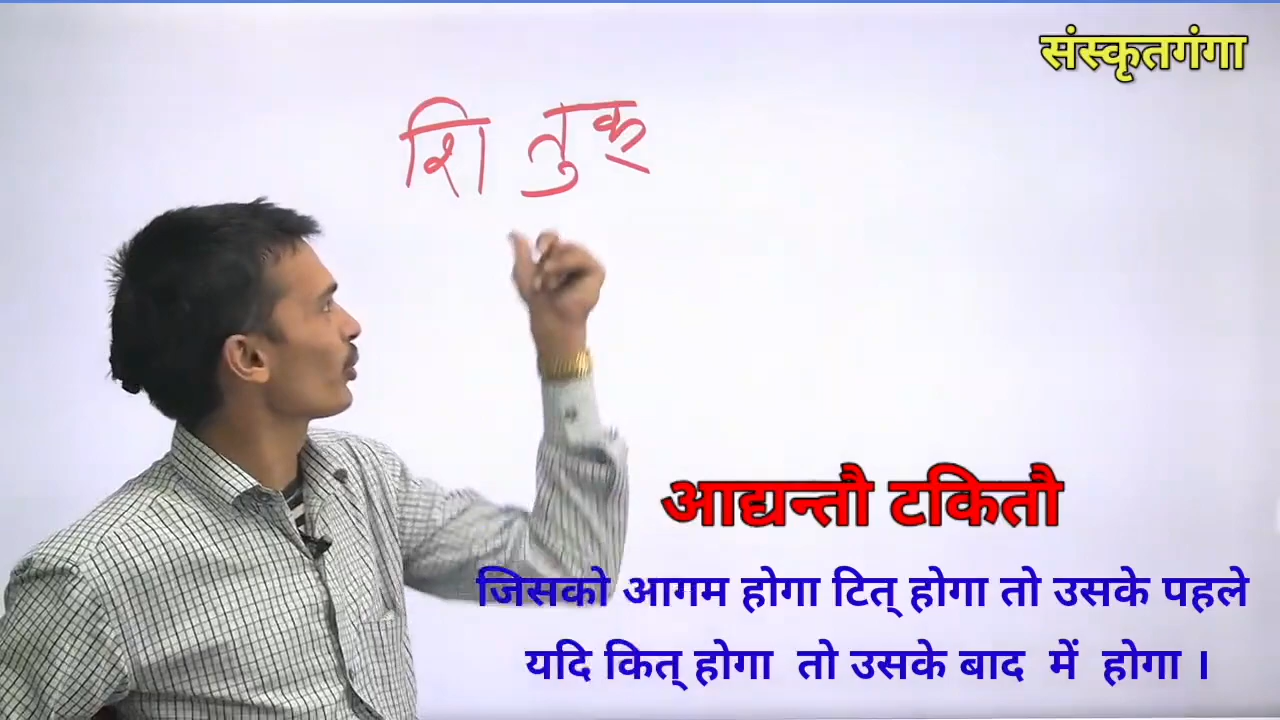 संस्कृतगंगा
शि तुक्
आद्यन्तौ टकितौ
जिसको आगम होगा टित् होगा तो उसके पहले
यदि कित् होगा तो उसके बाद में होगा ।